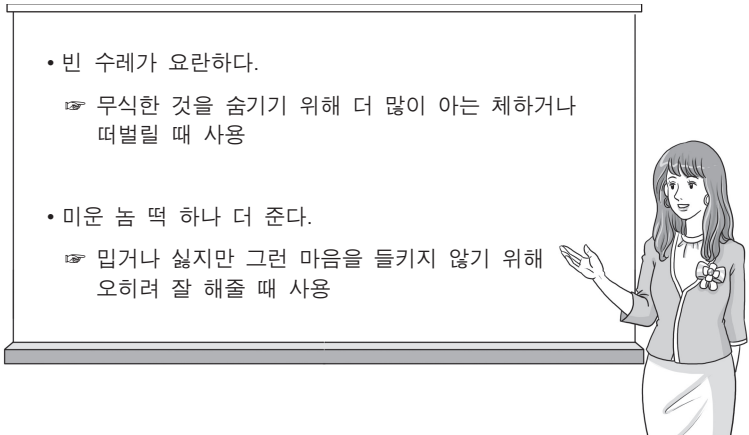 • 빈 수레가 요란하다.
☞ 무식한 것을 숨기기 위해 더 많이 아는 체하거나
떠벌릴 때 사용
• 미운 놈 떡 하나 더 준다.
☞ 밉거나 싫지만 그런 마음을 들키지 않기 위해
오히려 잘 해줄 때 사용